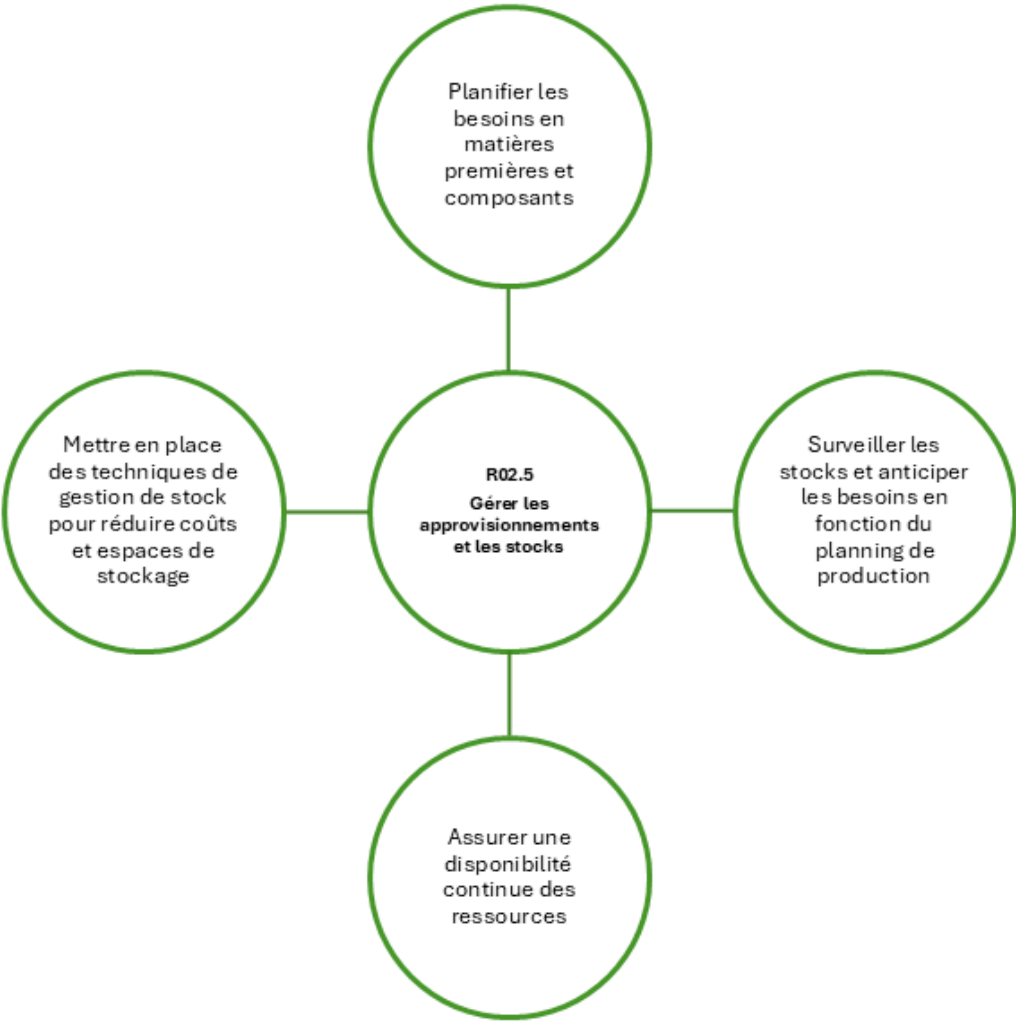 Planifier les
besoins en
matières
premières et
composants
Mettre en place
des techniques de
gestion de stock
pour réduire coûts
et espaces de
stockage
R02.5
Gérer les
approvisionnements
et les stocks
Surveiller les
stocks et anticiper
les besoins en
fonction du
planning de
production
Assurer une
disponibilité
continue des
ressources